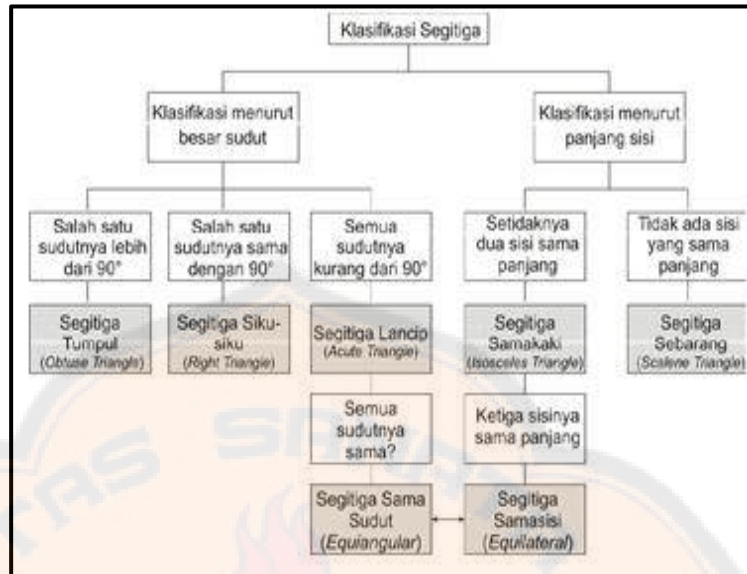 Klasifikasi Segitiga
Klasifikasi menurut
besar sudut
Klasifikasi menurut
panjang sisi
Salah satu
sudutnya lebih
dari 90°
Salah satu
sudutnya sama
dengan 90°
Semua
sudutnya
kurang dari 90°
Setidaknya
dua sisi sama
panjang
Tidak ada sisi
yang sama
panjang
Segitiga
Tumpul
(Obtuse Triangle)
Segitiga Siku-
siku
(Right Triangle)
Segitiga Lancip
(Acute Triangle)
Segitiga
Samakaki
(Isosceles Triangle)
Segitiga
Sebarang
(Scalene Triangle)
Semua
sudutnya
sama?
Ketiga sisinya
sama panjang
Segitiga Sama
Sudut
(Equiangular)
Segitiga
Samasisi
(Equilateral)
TAS SANA